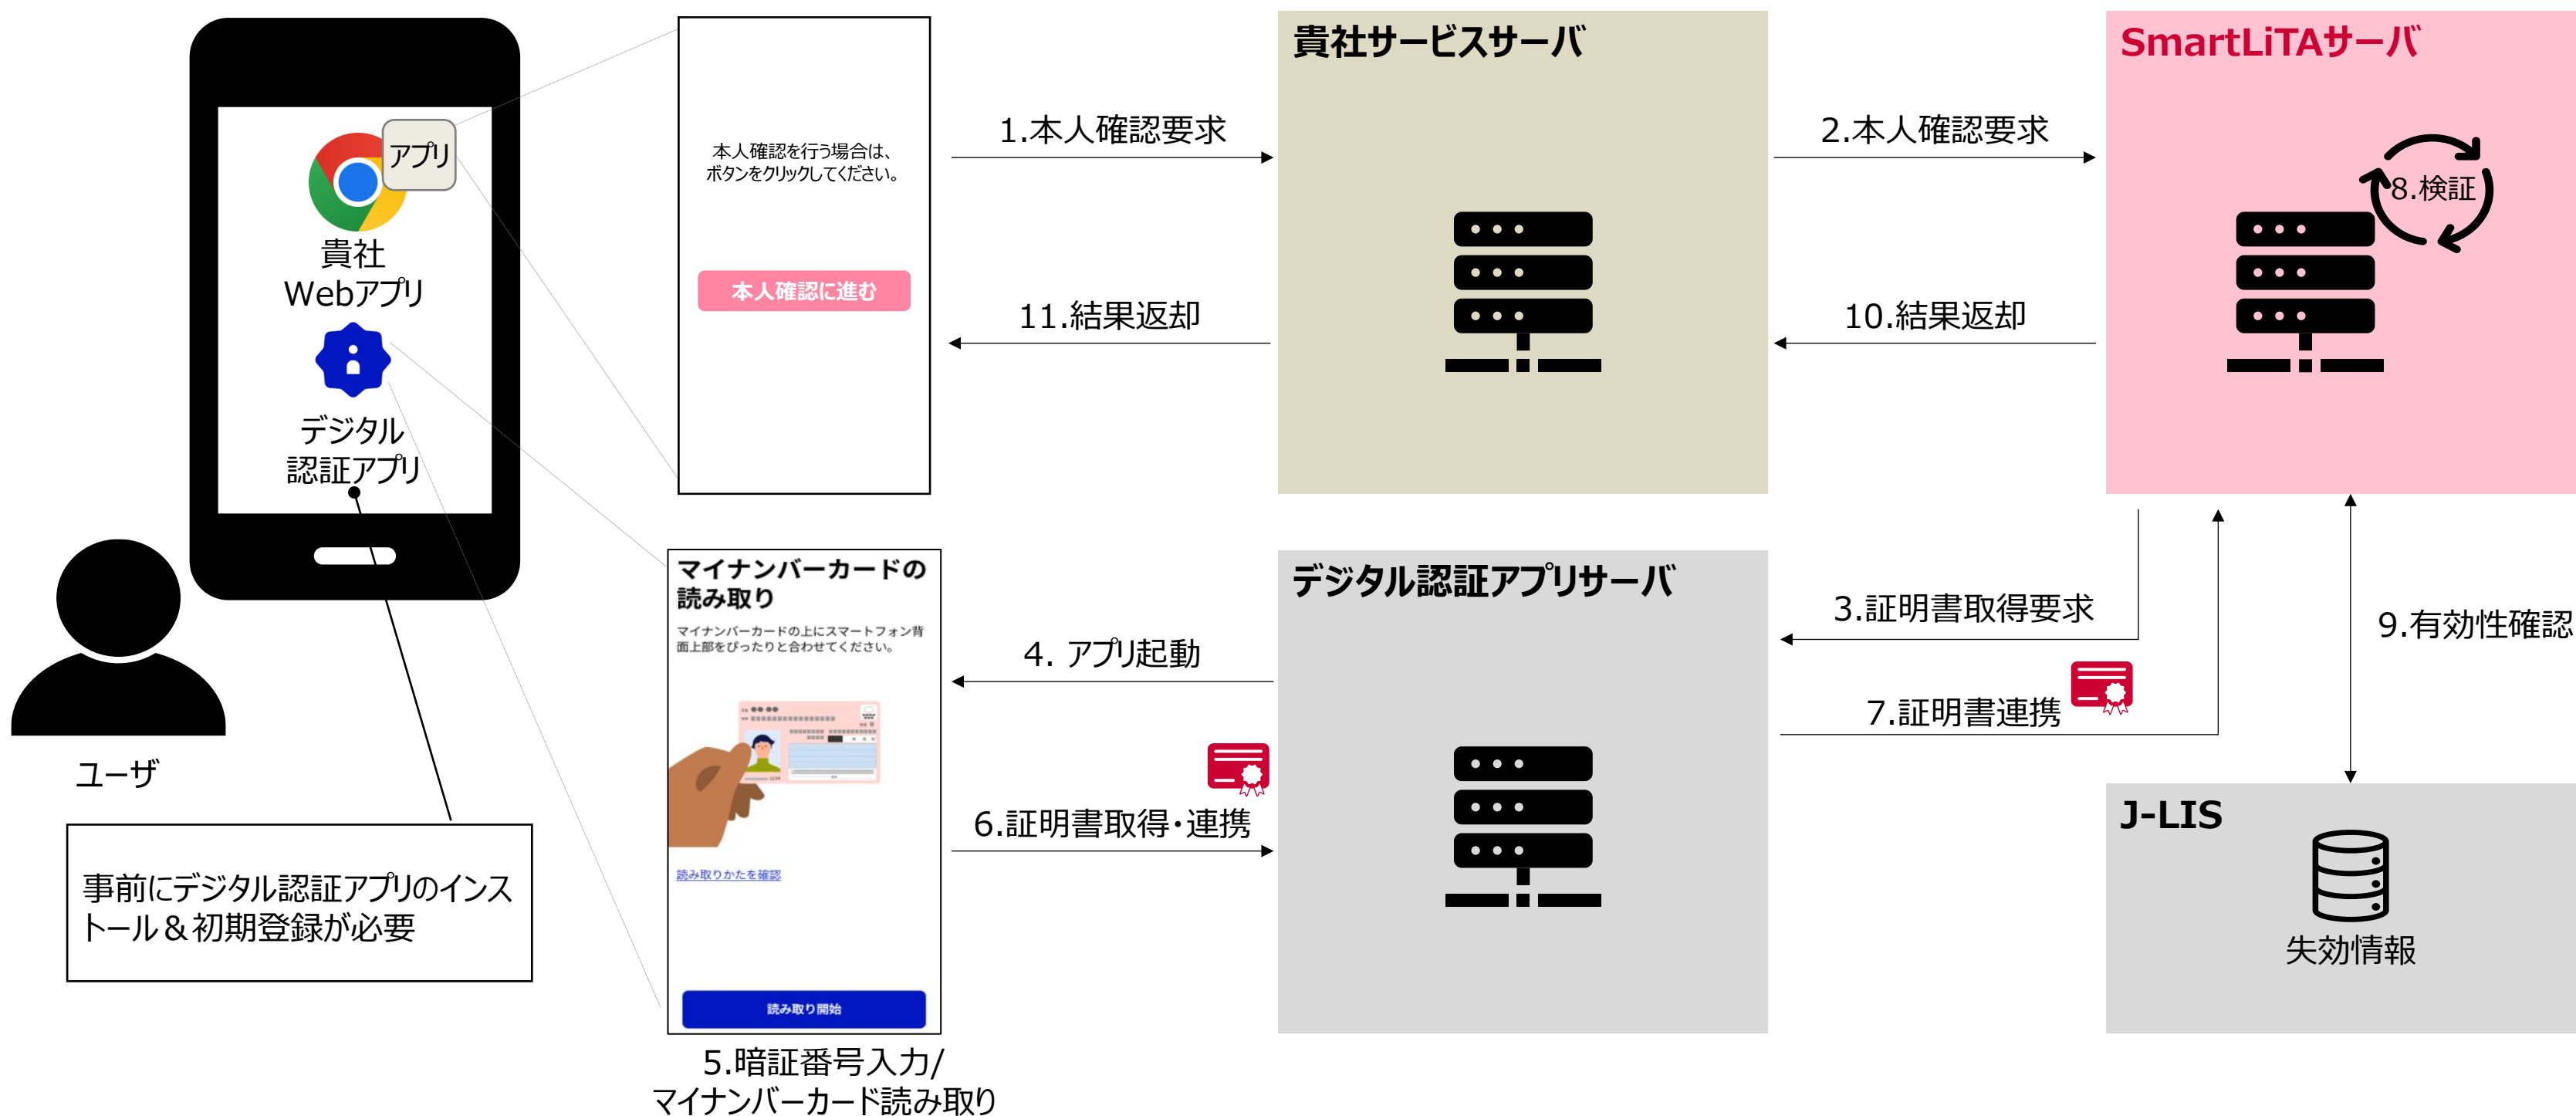 アプリ
貴社
Webアプリ
デジタル
認証アプリ
ユーザ
事前にデジタル認証アプリのインス
トール＆初期登録が必要
本人確認を行う場合は、
ボタンをクリックしてください。
本人確認に進む
1.本人確認要求
11.結果返却
貴社サービスサーバ
2.本人確認要求
10.結果返却
SmartLiTAサーバ
8.検証
マイナンバーカードの
読み取り
マイナンバーカードの上にスマートフォン背
面上部をぴったりと合わせてください。
1234
読み取りかたを確認
読み取り開始
5.暗証番号入力/
マイナンバーカード読み取り
4. アプリ起動
6.証明書取得・連携
デジタル認証アプリサーバ
3.証明書取得要求
7.証明書連携
9.有効性確認
J-LIS
失効情報